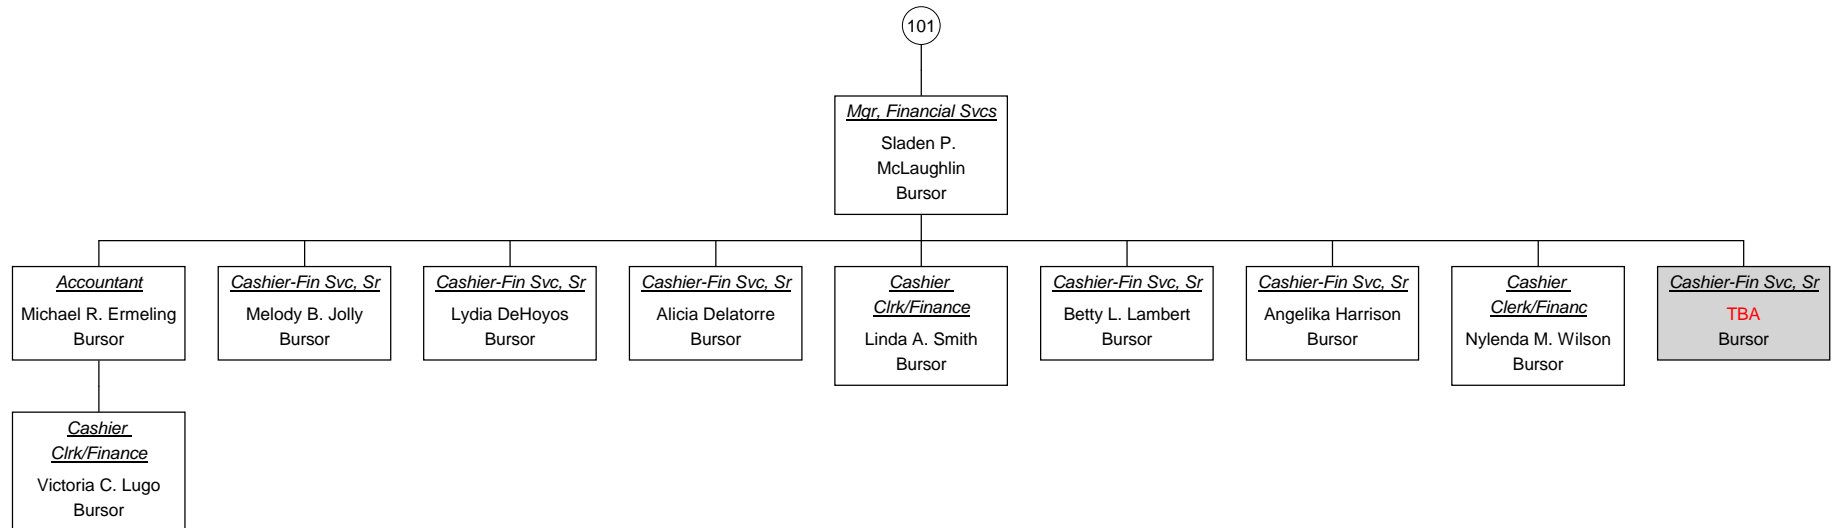 101
Mgr, Financial Svcs
Sladen P.
McLaughlin
Bursor
Accountant
Michael R. Ermeling
Bursor
Cashier-Fin Svc, Sr
Melody B. Jolly
Bursor
Cashier-Fin Svc, Sr
Lydia DeHoyos
Bursor
Cashier-Fin Svc, Sr
Alicia Delatorre
Bursor
Cashier
Clrk/Finance
Linda A. Smith
Bursor
Cashier-Fin Svc, Sr
Betty L. Lambert
Bursor
Cashier-Fin Svc, Sr
Angelika Harrison
Bursor
Cashier
Clerk/Financ
Nylenda M. Wilson
Bursor
Cashier-Fin Svc, Sr
TBA
Bursor
Cashier
Clrk/Finance
Victoria C. Lugo
Bursor